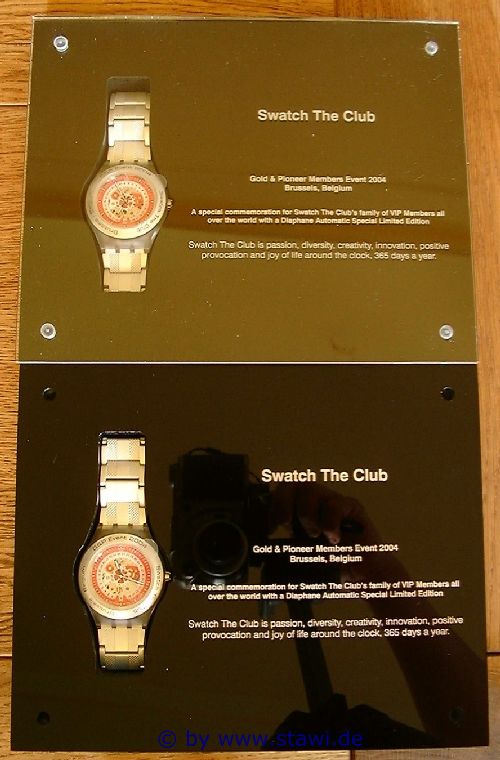 Swatch The Club
Gold & Pioneer Members Event 2004
Brussels, Belgium
A special commemoration for Swatch The Club's family of VIP Members all
over the world with a Diaphane Automatic Special Limited Edition
Swatch The Club is passion, diversity, creativity, innovation, positive
provocation and joy of life around the clock, 365 days a year.
Swatch The Club
Gold & Pioneer Members Event 2004
Brussels, Belgium
A special commemoration for Swatch The Club's family of VIP Members all
over the world with a Diaphane Automatic Special Limited Edition
Swatch The Club is passion, diversity, creativity, innovation, positive
provocation and joy of life around the clock, 365 days a year.
© by www.stawi.de